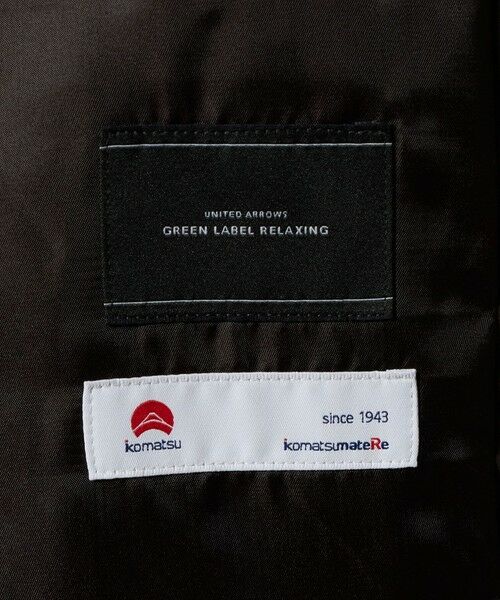 UNITED ARROWS
GREEN LABEL RELAXING
komatsu
since 1943
komatsumateRe